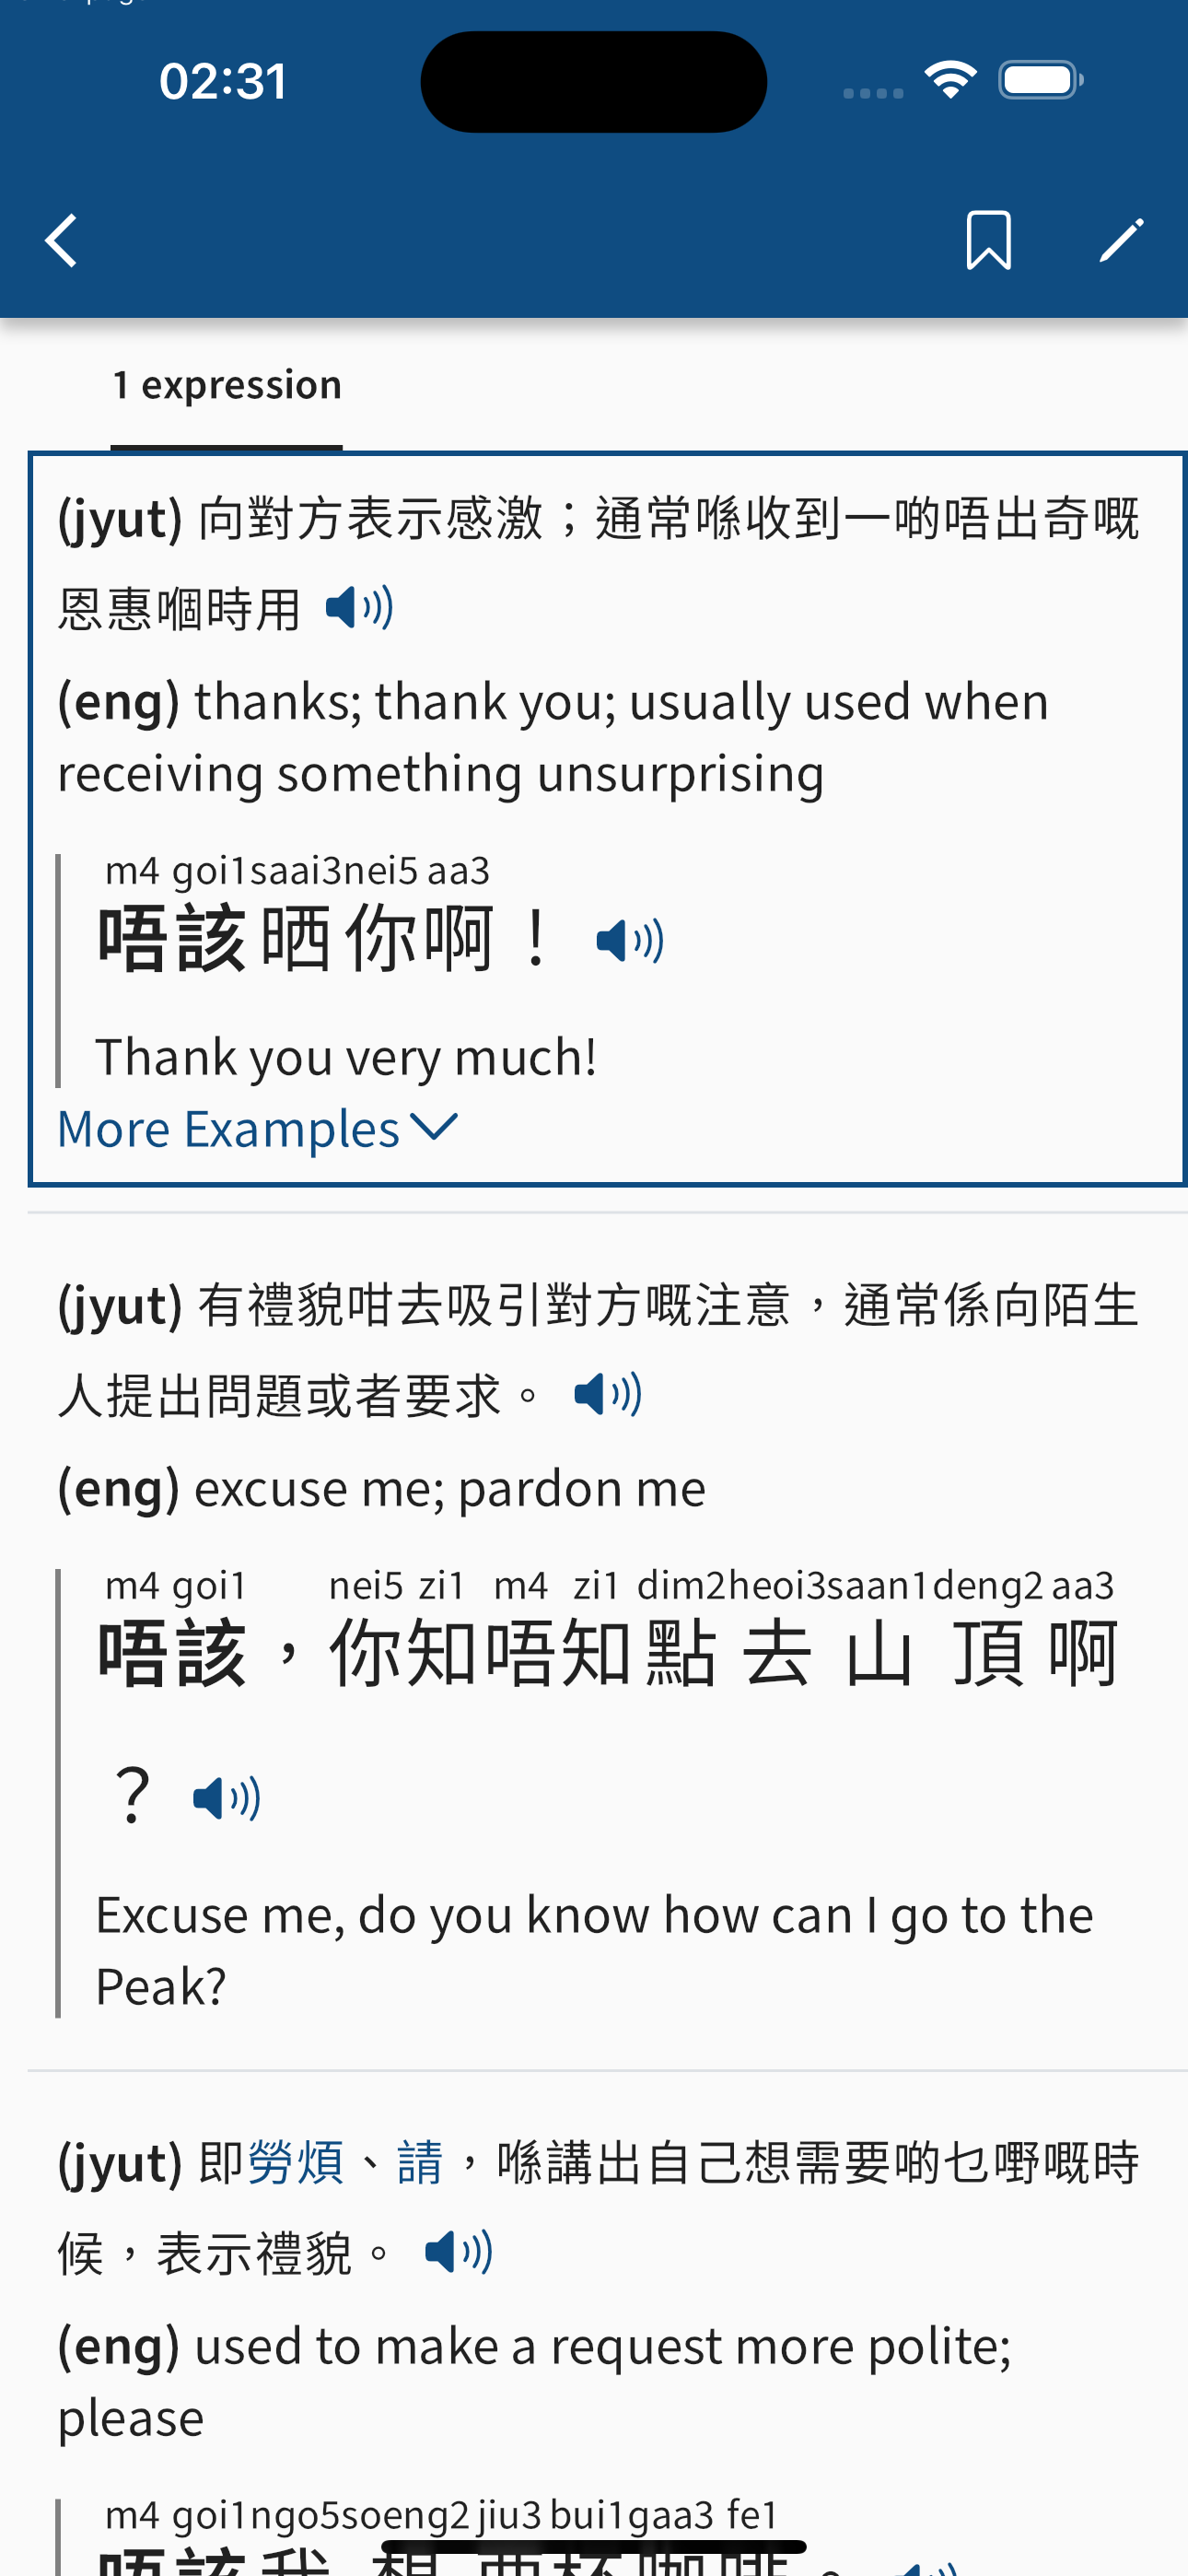 02:31
1 expression
(jyut) 向對方表示感激；通常喺收到一啲唔出奇嘅
恩惠嗰時用
(eng) thanks; thank you; usually used when
receiving something unsurprising
m4 goi1 saai3 nei5 aa3
唔該晒你啊！
Thank you very much!
More Examples
(jyut) 有禮貌咁去吸引對方嘅注意，通常係向陌生
人提出問題或者要求。
(eng) excuse me; pardon me
m4 goi1 nei5 zi1 m4 zi1 dim2 heoi3 saan1 deng2 aa3
唔該，你知唔知點去山頂啊
？
Excuse me, do you know how can I go to the
Peak?
(jyut) 即勞煩、請，喺講出自己想需要啲乜嘢嘅時
候，表示禮貌。
(eng) used to make a request more polite;
please
m4 goi1 ngo5 soeng2 jiu3 bui1 gaa3 fe1
唔該我想要杯咖啡。